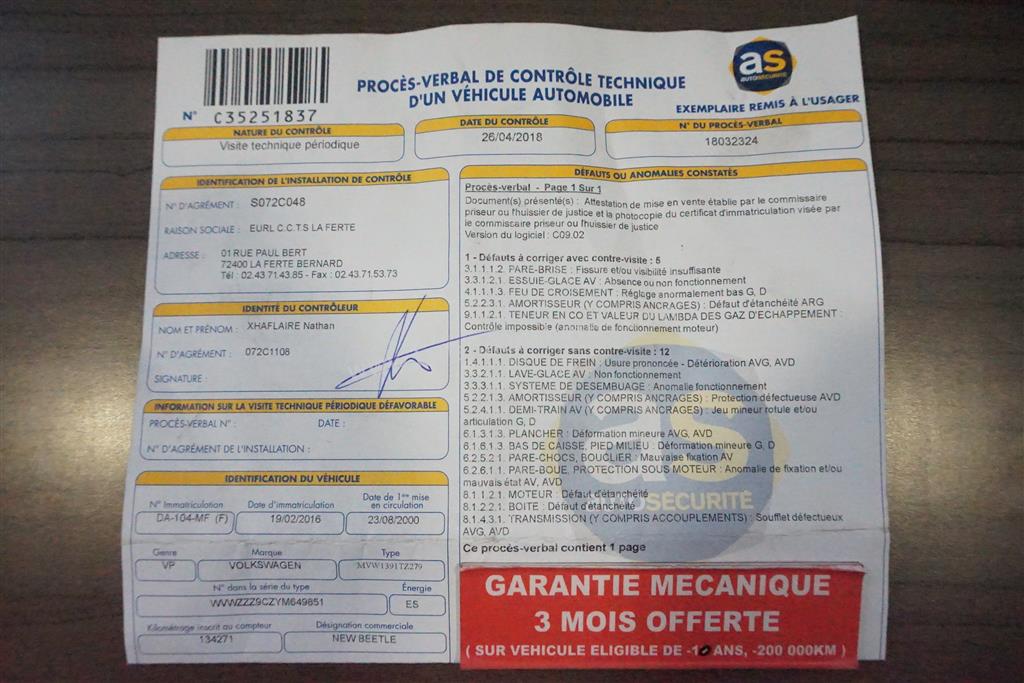 as
AUTOSECURITE
PROCÈS-VERBAL DE CONTRÔLE TECHNIQUE
D'UN VÉHICULE AUTOMOBILE
EXEMPLAIRE REMIS À L'USAGER
N° C35251837
NATURE DU CONTRÔLE
Visite technique périodique
DATE DU CONTRÔLE
26/04/2018
N° DU PROCÈS-VERBAL
18032324
IDENTIFICATION DE L'INSTALLATION DE CONTRÔLE
N° D'AGRÉMENT : S072C048
RAISON SOCIALE : EURL C.C.T.S LA FERTE
ADRESSE : 01 RUE PAUL BERT
72400 LA FERTE BERNARD
Tél : 02.43.71.43.85 - Fax : 02.43.71.53.73
IDENTITÉ DU CONTRÔLEUR
NOM ET PRÉNOM : XHAFLAIRE Nathan
N° D'AGRÉMENT : 072C1108
SIGNATURE :
INFORMATION SUR LA VISITE TECHNIQUE PÉRIODIQUE DÉFAVORABLE
PROCÈS-VERBAL N° : DATE :
N° D'AGRÉMENT DE L'INSTALLATION :
IDENTIFICATION DU VÉHICULE
N° Immatriculation Date d'immatriculation Date de 1ère mise en circulation
DA-104-MF (F) 19/02/2016 23/08/2000
Genre Marque Type
VP VOLKSWAGEN MVW1391TZ279
N° dans la série du type Énergie
WVWZZZ9CZYM649851 ES
Kilométrage inscrit au compteur Désignation commerciale
134271 NEW BEETLE
DÉFAUTS OU ANOMALIES CONSTATÉS
Procès-verbal - Page 1 Sur 1
Document(s) présenté(s) : Attestation de mise en vente établie par le commissaire
priseur ou l'huissier de justice et la photocopie du certificat d'immatriculation visée par
le commiscaire priseur ou l'huissier de justice
Version du logiciel : C09.02
1 - Défauts à corriger avec contre-visite : 5
3.1.1.1.2. PARE-BRISE : Fissure et/ou visibilité insuffisante
3.3.1.2.1. ESSUIE-GLACE AV : Absence ou non fonctionnement
4.1.1.1.3. FEU DE CROISEMENT : Réglage anormalement bas G, D
5.2.2.3.1. AMORTISSEUR (Y COMPRIS ANCRAGES) : Défaut d'étanchéité ARG
9.1.1.2.1. TENEUR EN CO ET VALEUR DU LAMBDA DES GAZ D'ECHAPPEMENT :
Contrôle impossible (anomalie de fonctionnement moteur)
2 - Défauts à corriger sans contre-visite : 12
1.4.1.1.1. DISQUE DE FREIN : Usure prononcée - Détérioration AVG, AVD
3.3.2.1.1. LAVE-GLACE AV : Non fonctionnement
3.3.3.1.1. SYSTEME DE DESEMBUAGE : Anomalie fonctionnement
5.2.2.1.3. AMORTISSEUR (Y COMPRIS ANCRAGES) : Protection défectueuse AVD
5.2.4.1.1. DEMI-TRAIN AV (Y COMPRIS ANCRAGES) : Jeu mineur rotule et/ou
articulation G, D
6.1.3.1.3. PLANCHER : Déformation mineure AVG, AVD
6.1.6.1.3. BAS DE CAISSE, PIED MILIEU : Déformation mineure G, D
6.2.5.2.1. PARE-CHOCS, BOUCLIER : Mauvaise fixation AV
6.2.6.1.1. PARE-BOUE, PROTECTION SOUS MOTEUR : Anomalie de fixation et/ou
mauvais état AV, AVD
8.1.1.2.1. MOTEUR : Défaut d'étanchéité
8.1.2.2.1. BOITE : Défaut d'étanchéité
8.1.4.3.1. TRANSMISSION (Y COMPRIS ACCOUPLEMENTS) : Soufflet défectueux
AVG, AVD
Ce procès-verbal contient 1 page
as
AUTOSÉCURITÉ
GARANTIE MECANIQUE
3 MOIS OFFERTE
( SUR VEHICULE ELIGIBLE DE -10 ANS, -200 000KM )